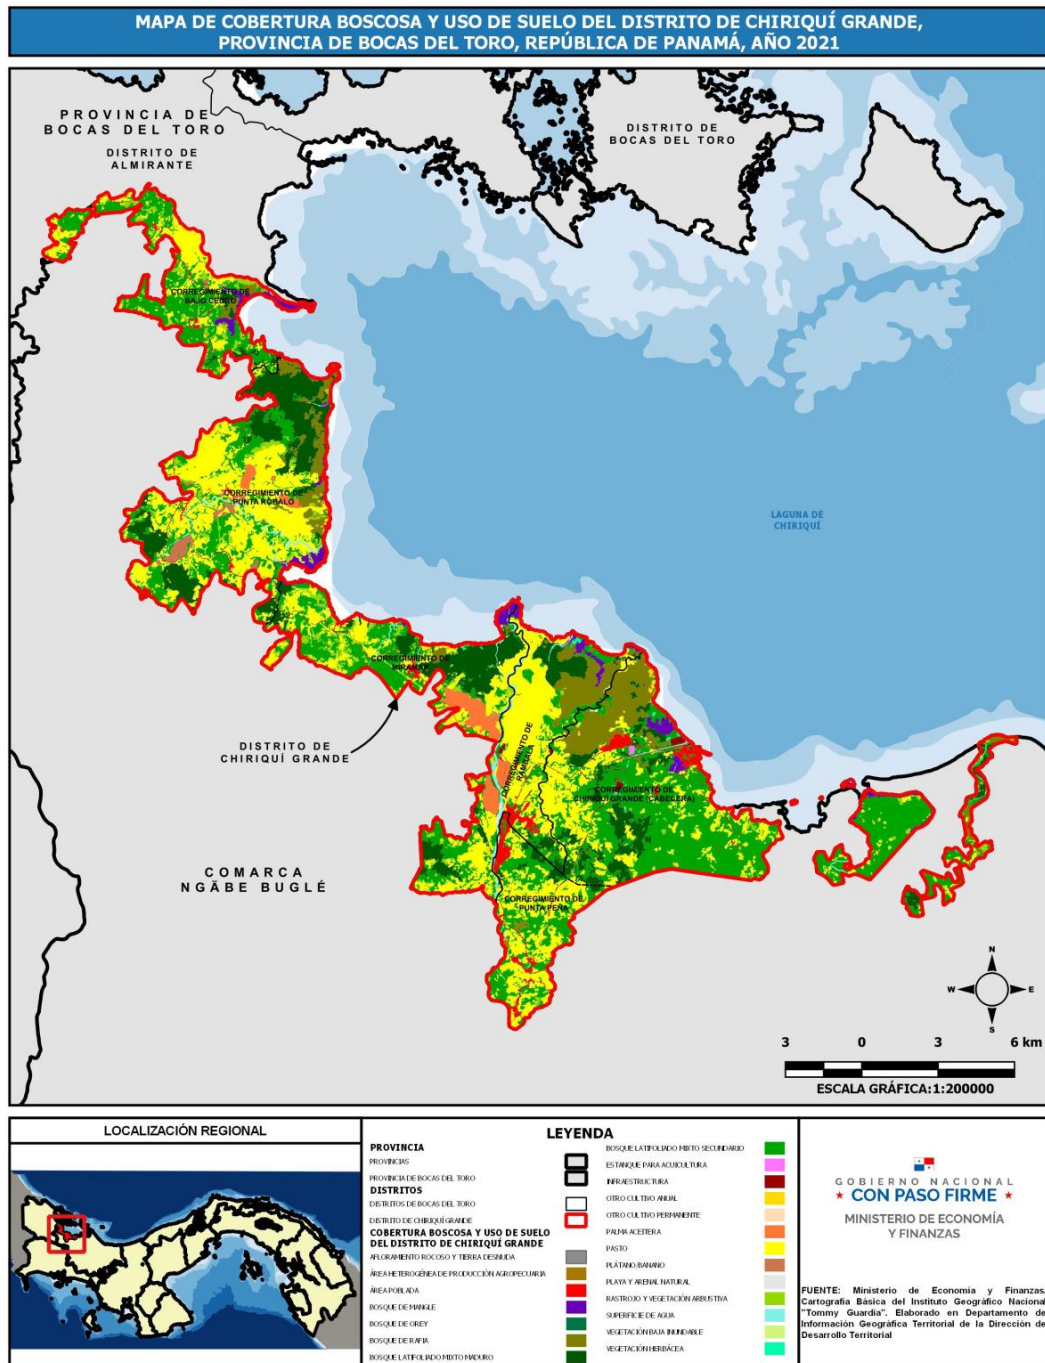 MAPA DE COBERTURA BOSCOSA Y USO DE SUELO DEL DISTRITO DE CHIRIQUÍ GRANDE,
PROVINCIA DE BOCAS DEL TORO, REPÚBLICA DE PANAMÁ, AÑO 2021
PROVINCIA DE
BOCAS DEL TORO
DISTRITO DE
ALMIRANTE
DISTRITO DE
BOCAS DEL TORO
CORREGIMIENTO DE
BAJO CEDRO
CORREGIMIENTO DE
PUNTA ROBALO
LAGUNA DE
CHIRIQUÍ
CORREGIMIENTO DE
MIRAMAR
DISTRITO DE
CHIRIQUÍ GRANDE
CORREGIMIENTO DE
RAMBALA
CORREGIMIENTO DE
CHIRIQUÍ GRANDE (CABECERA)
COMARCA
NGÄBE BUGLÉ
CORREGIMIENTO DE
PUNTA PEÑA
N
W E
S
3 0 3 6 km
ESCALA GRÁFICA:1:200000
LOCALIZACIÓN REGIONAL
LEYENDA
PROVINCIA
PROVINCIAS
PROVINCIA DE BOCAS DEL TORO
DISTRITOS
DISTRITOS DE BOCAS DEL TORO
DISTRITO DE CHIRIQUÍ GRANDE
COBERTURA BOSCOSA Y USO DE SUELO
DEL DISTRITO DE CHIRIQUÍ GRANDE
AFLORAMIENTO ROCOSO Y TIERRA DESNUDA
ÁREA HETEROGÉNEA DE PRODUCCIÓN AGROPECUARIA
ÁREA POBLADA
BOSQUE DE MANGLE
BOSQUE DE OREY
BOSQUE DE RAFIA
BOSQUE LATIFOLIADO MIXTO MADURO
BOSQUE LATIFOLIADO MIXTO SECUNDARIO
ESTANQUE PARA ACUICULTURA
INFRAESTRUCTURA
OTRO CULTIVO ANUAL
OTRO CULTIVO PERMANENTE
PALMA ACEITERA
PASTO
PLÁTANO/BANANO
PLAYA Y ARENAL NATURAL
RASTROJO Y VEGETACIÓN ARBUSTIVA
SUPERFICIE DE AGUA
VEGETACIÓN BAJA INUNDABLE
VEGETACIÓN HERBÁCEA
GOBIERNO NACIONAL
CON PASO FIRME
MINISTERIO DE ECONOMÍA
Y FINANZAS
FUENTE: Ministerio de Economía y Finanzas,
Cartografía Básica del Instituto Geográfico Nacional
"Tommy Guardia". Elaborado en Departamento de
Información Geográfica Territorial de la Dirección de
Desarrollo Territorial